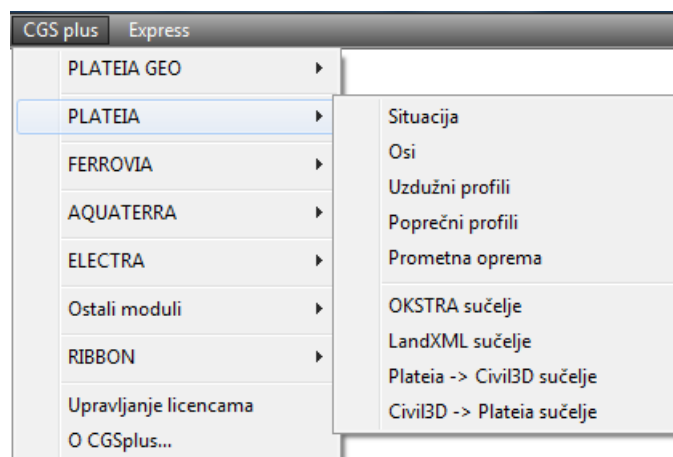 CGS plus Express
PLATEIA GEO
PLATEIA
FERROVIA
AQUATERRA
ELECTRA
Ostali moduli
RIBBON
Upravljanje licencama
O CGSplus...
Situacija
Osi
Uzdužni profili
Poprečni profili
Prometna oprema
OKSTRA sučelje
LandXML sučelje
Plateia -> Civil3D sučelje
Civil3D -> Plateia sučelje